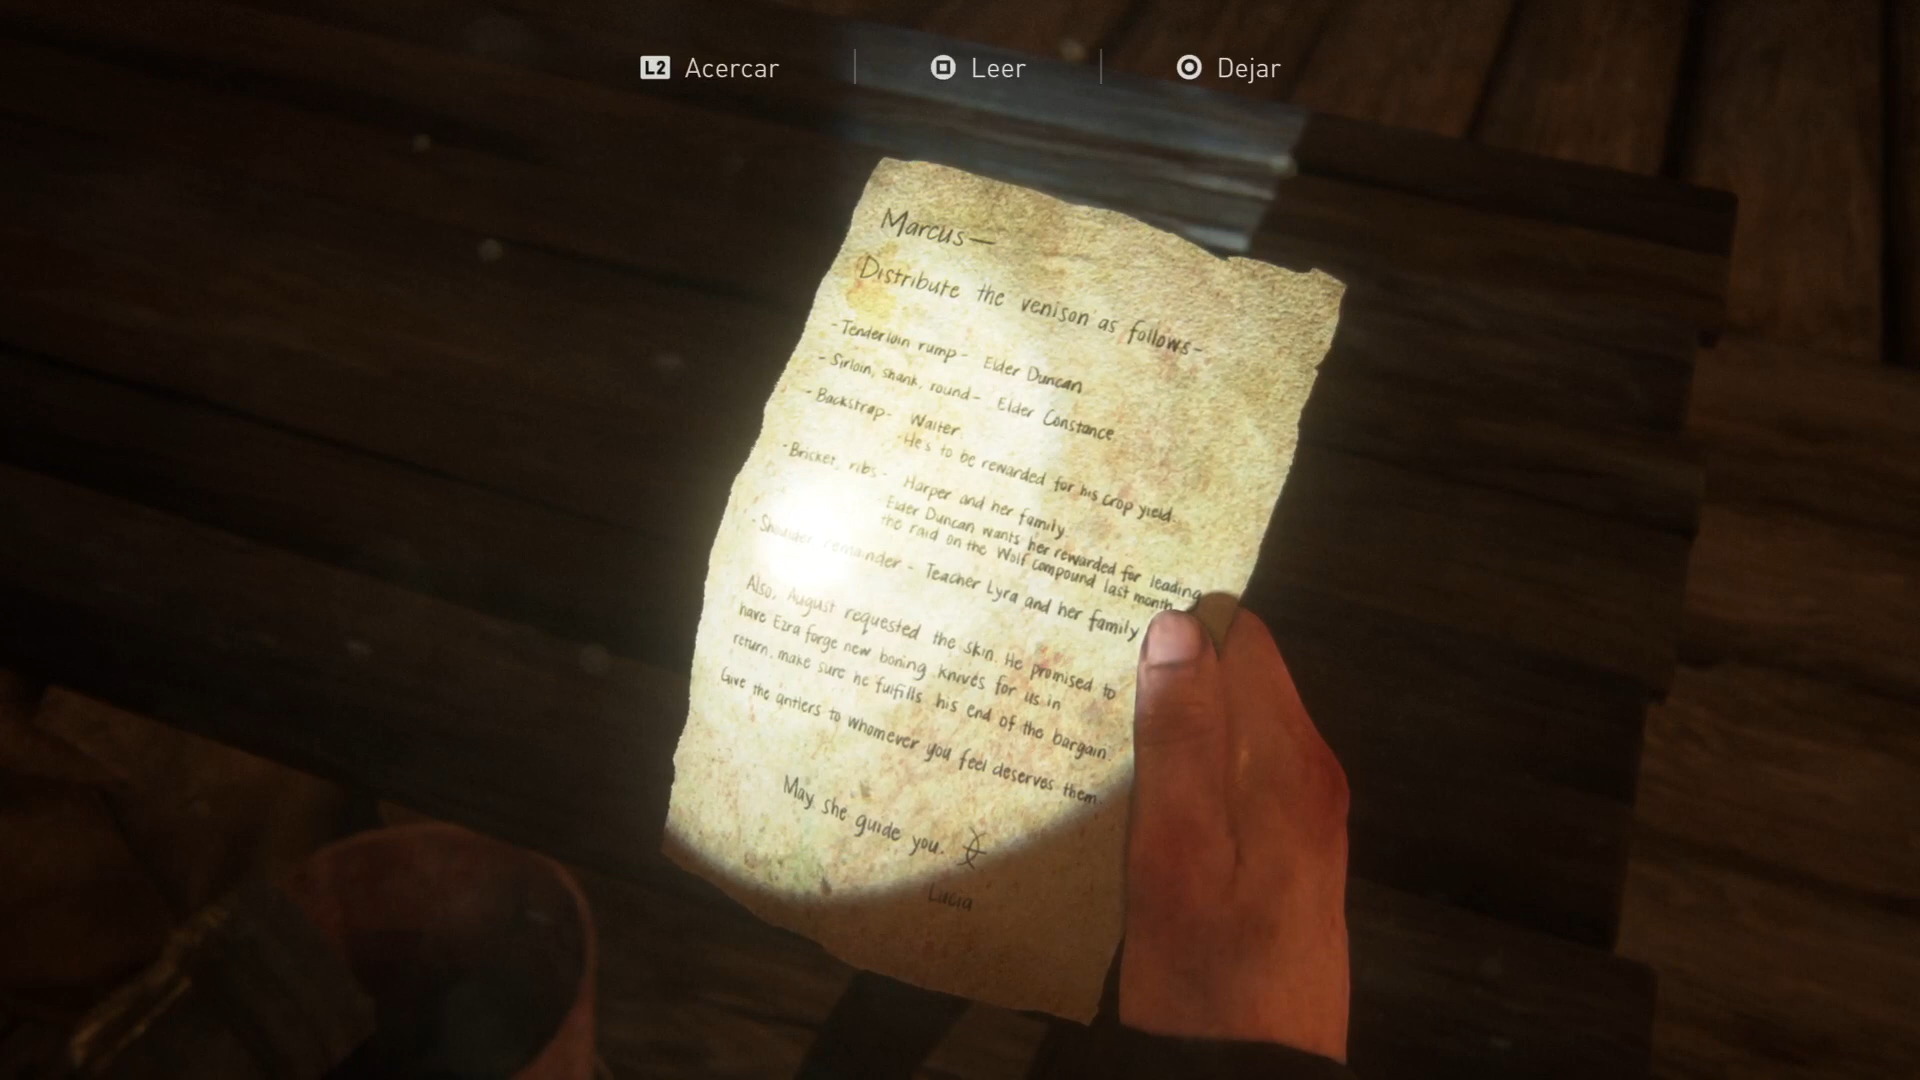 L2 Acercar
Leer
Dejar
Marcus—
Distribute the venison as follows-
-Tenderloin rump- Elder Duncan
-Sirloin, shank, round- Elder Constance
-Backstrap- Walter
He's to be rewarded for his crop yield.
-Bricket, ribs- Harper and her family
Elder Duncan wants her rewarded for leading
the raid on the Wolf compound last month
-Shoulder remainder - Teacher Lyra and her family
Also, August requested the skin. He promised to
have Ezra forge new boning knives for us in
return. make sure he fulfills his end of the bargain.
Give the antlers to whomever you feel deserves them.
May she guide you.
Lucia